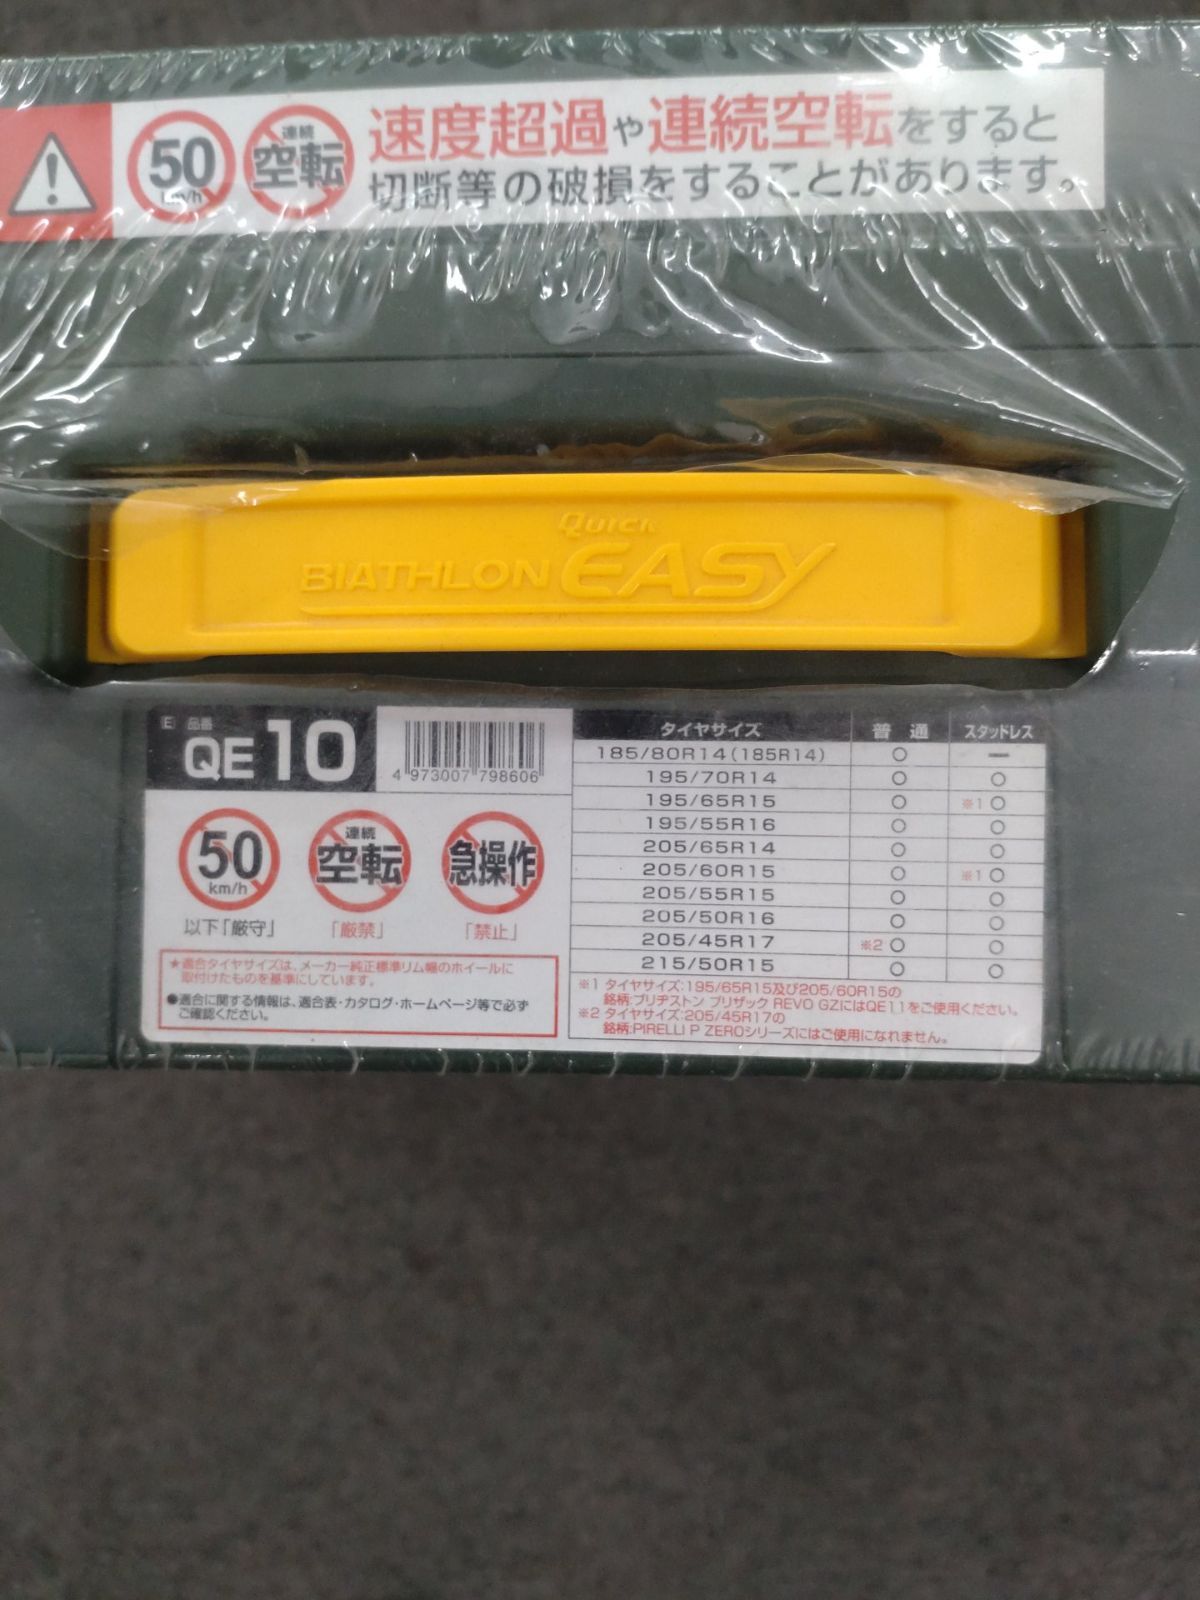 50 km/h 連続 空転 速度超過や連続空転をすると
切断等の破損をすることがあります。
Quick
BIATHLON EASY
E 品番
QE10
4 973007 798606
50 km/h
以下「厳守」
連続 空転
「厳禁」
急操作
「禁止」
★適合タイヤサイズは、メーカー純正標準リム幅のホイールに
取付けたものを基準にしています。
●適合に関する情報は、適合表・カタログ・ホームページ等で必ず
ご確認ください。
タイヤサイズ 普通 スタッドレス
185/80R14(185R14) ○ ー
195/70R14 ○ ○
195/65R15 ○ ※1 ○
195/55R16 ○ ○
205/65R14 ○ ○
205/60R15 ○ ※1 ○
205/55R15 ○ ○
205/50R16 ○ ○
205/45R17 ※2 ○ ○
215/50R15 ○ ○
※1 タイヤサイズ:195/65R15及び205/60R15の
銘柄:ブリヂストン ブリザック REVO GZにはQE11をご使用ください。
※2 タイヤサイズ:205/45R17の
銘柄:PIRELLI P ZEROシリーズにはご使用になれません。